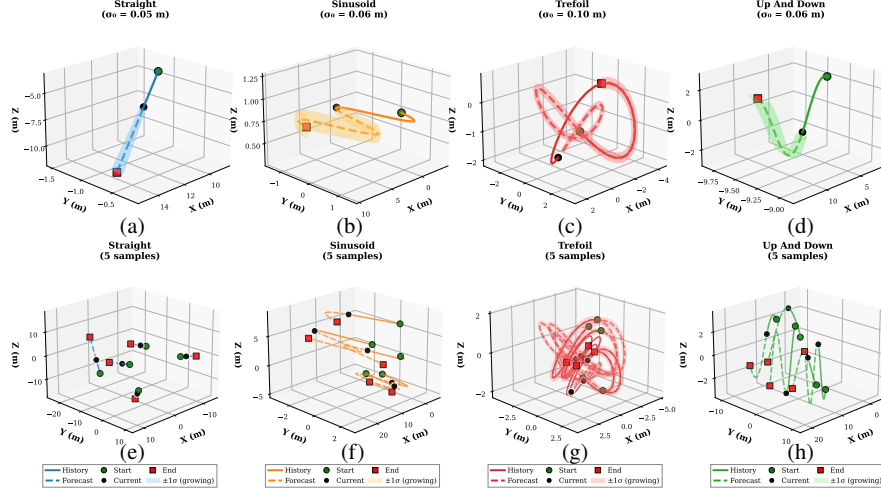 Straight
(σ₀ = 0.05 m)
Sinusoid
(σ₀ = 0.06 m)
Trefoil
(σ₀ = 0.10 m)
Up And Down
(σ₀ = 0.06 m)
−5.0
−7.5
−10.0
Z (m)
−1.5
−1.0
−0.5
Y (m)
14
12
10
X (m)
1.25
1.00
0.75
0.50
Z (m)
−1
0
1
Y (m)
10
5
0
X (m)
0
−1
−2
Z (m)
−2
0
2
Y (m)
2
0
−2
−4
X (m)
2
0
−2
Z (m)
−9.75
−9.50
−9.25
−9.00
Y (m)
10
5
X (m)
(a)
(b)
(c)
(d)
Straight
(5 samples)
Sinusoid
(5 samples)
Trefoil
(5 samples)
Up And Down
(5 samples)
10
0
−10
Z (m)
−20
−10
0
10
Y (m)
10
0
−10
X (m)
5
0
−5
Z (m)
−2
0
2
Y (m)
20
10
0
X (m)
2
0
−2
Z (m)
−2.5
0.0
2.5
Y (m)
2.5
0.0
−2.5
−5.0
X (m)
2
0
−2
Z (m)
−10
0
Y (m)
20
10
0
X (m)
(e)
(f)
(g)
(h)
History Start End
Forecast Current ±1σ (growing)
History Start End
Forecast Current ±1σ (growing)
History Start End
Forecast Current ±1σ (growing)
History Start End
Forecast Current ±1σ (growing)